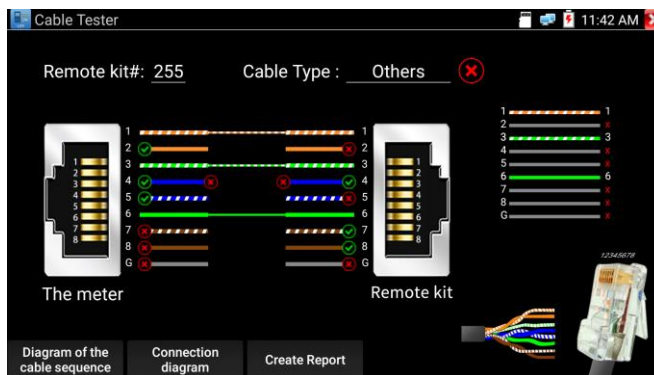 Cable Tester
11:42 AM
Remote kit#: 255
Cable Type : Others
1 1
2 2
3 3
4 4
5 5
6 6
7 7
8 8
G G
1
2
3
4
5
6
7
8
1
2
3
4
5
6
7
8
1 1
2 x
3 3
4 x
5 x
6 6
7 x
8 x
G x
The meter
Remote kit
12345678
Diagram of the
cable sequence
Connection
diagram
Create Report